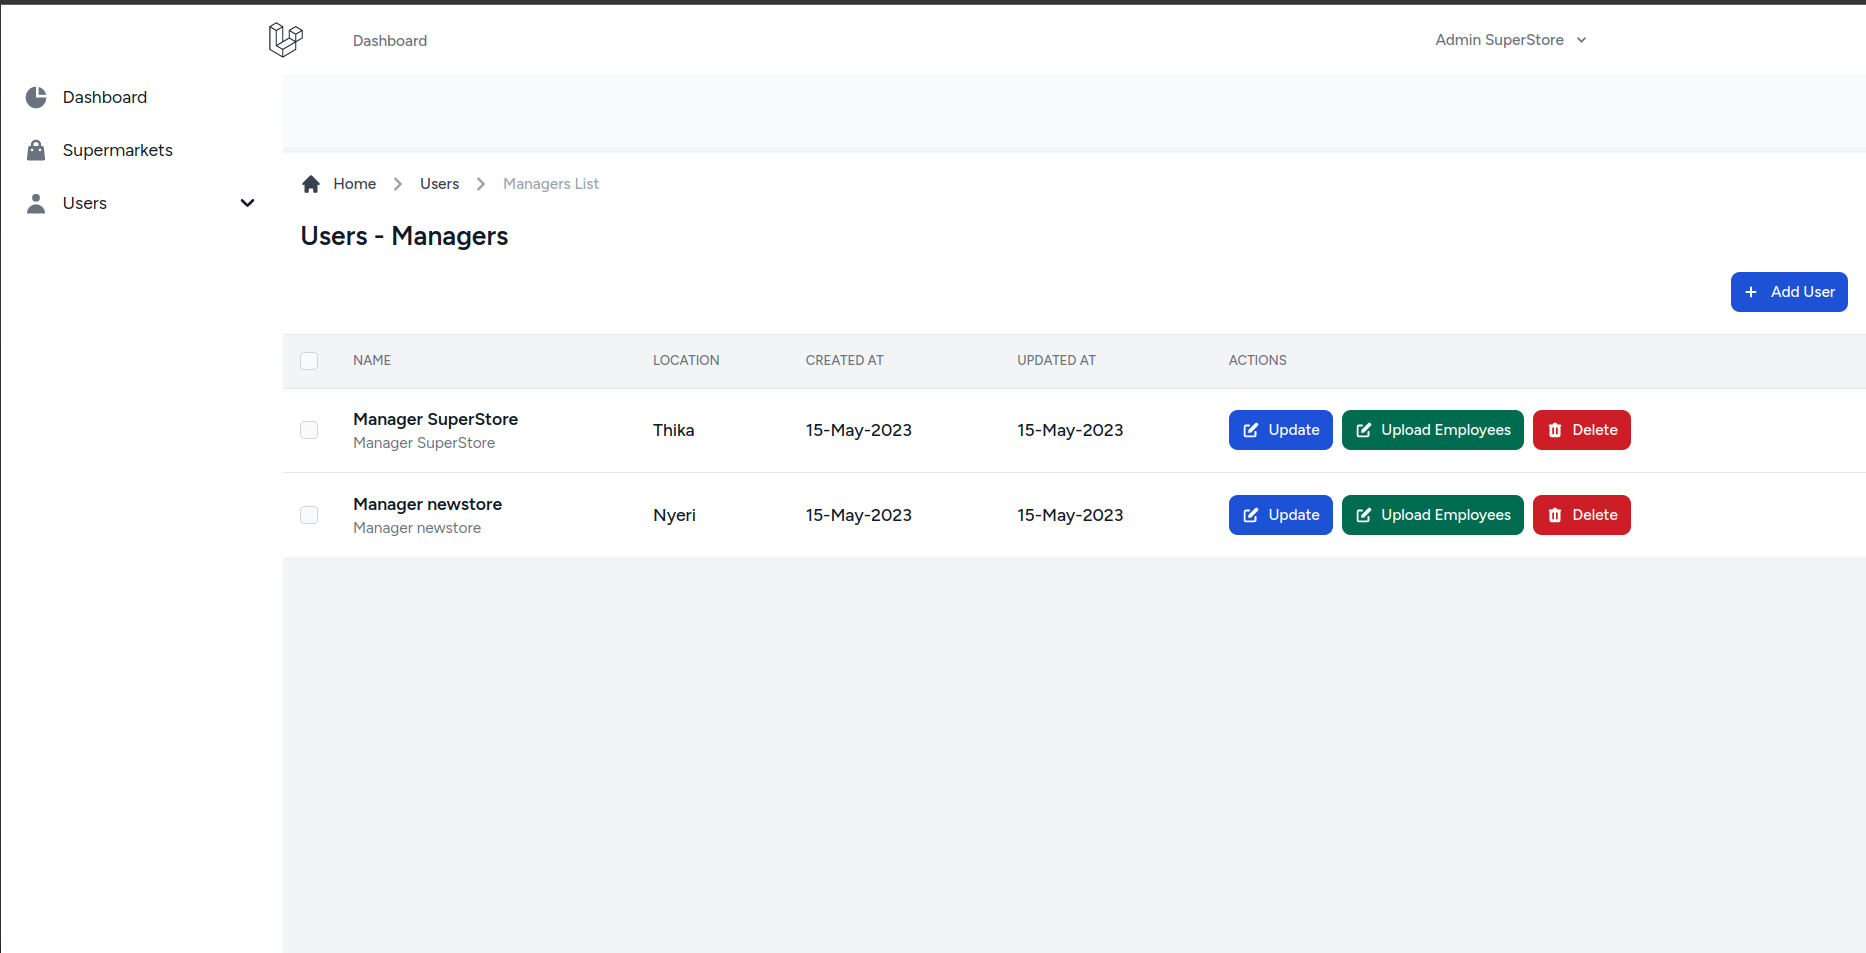 Dashboard
Admin SuperStore
Dashboard
Supermarkets
Users
Home
Users
Managers List
Users - Managers
Add User
NAME LOCATION CREATED AT UPDATED AT ACTIONS
Manager SuperStore
Manager SuperStore
Thika 15-May-2023 15-May-2023 Update Upload Employees Delete
Manager newstore
Manager newstore
Nyeri 15-May-2023 15-May-2023 Update Upload Employees Delete